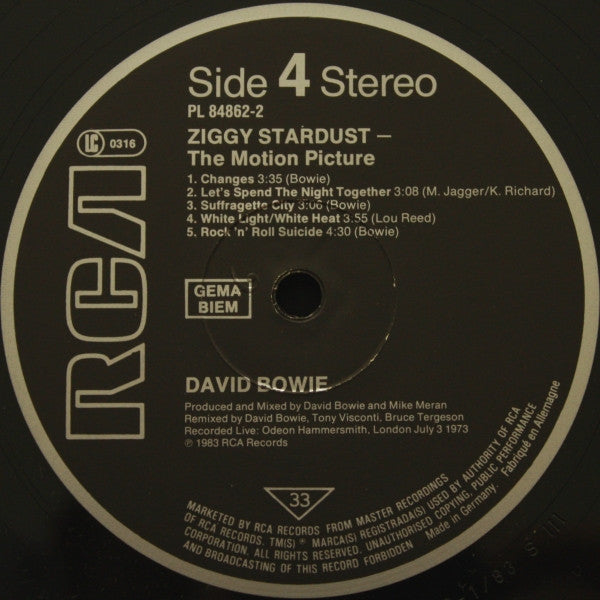 Side 4 Stereo
PL 84862-2
ZIGGY STARDUST –
The Motion Picture
LC 0316
1. Changes 3:35 (Bowie)
2. Let's Spend The Night Together 3:08 (M. Jagger/K. Richard)
3. Suffragette City 3:06 (Bowie)
4. White Light/White Heat 3.55 (Lou Reed)
5. Rock 'n' Roll Suicide 4:30 (Bowie)
RCA
GEMA
BIEM
DAVID BOWIE
Produced and Mixed by David Bowie and Mike Meran
Remixed by David Bowie, Tony Visconti, Bruce Tergeson
Recorded Live: Odeon Hammersmith, London July 3 1973
℗ 1983 RCA Records
33
MARKETED BY RCA RECORDS FROM MASTER RECORDINGS
OF RCA RECORDS. TM(S) ® MARCA(S) REGISTRADA(S) USED BY AUTHORITY OF RCA
CORPORATION. ALL RIGHTS RESERVED. UNAUTHORISED COPYING, PUBLIC PERFORMANCE
AND BROADCASTING OF THIS RECORD FORBIDDEN
Made in Germany. Fabriqué en Allemagne